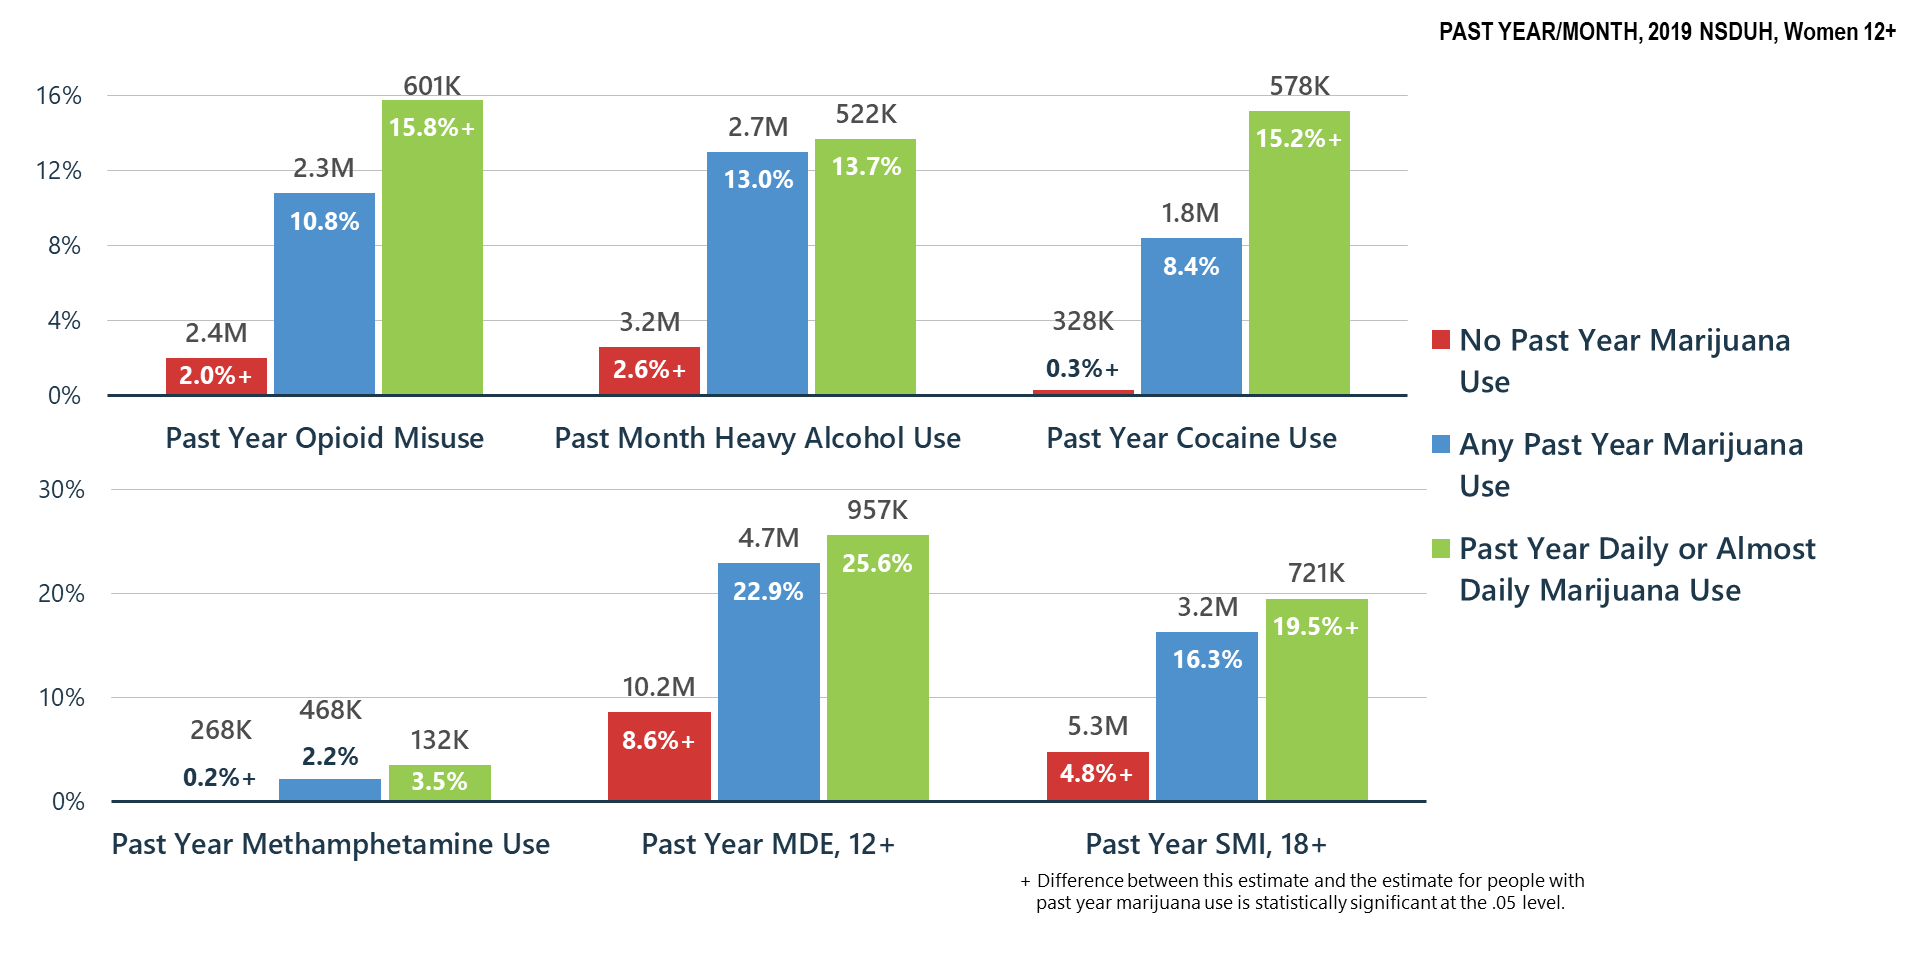 PAST YEAR/MONTH, 2019 NSDUH, Women 12+
16%
12%
8%
4%
0%
2.4M
2.0%+
2.3M
10.8%
601K
15.8%+
3.2M
2.6%+
2.7M
13.0%
522K
13.7%
328K
0.3%+
1.8M
8.4%
578K
15.2%+
Past Year Opioid Misuse
Past Month Heavy Alcohol Use
Past Year Cocaine Use
30%
20%
10%
0%
268K
0.2%+
468K
2.2%
132K
3.5%
10.2M
8.6%+
4.7M
22.9%
957K
25.6%
5.3M
4.8%+
3.2M
16.3%
721K
19.5%+
Past Year Methamphetamine Use
Past Year MDE, 12+
Past Year SMI, 18+
No Past Year Marijuana
Use
Any Past Year Marijuana
Use
Past Year Daily or Almost
Daily Marijuana Use
+ Difference between this estimate and the estimate for people with
past year marijuana use is statistically significant at the .05 level.